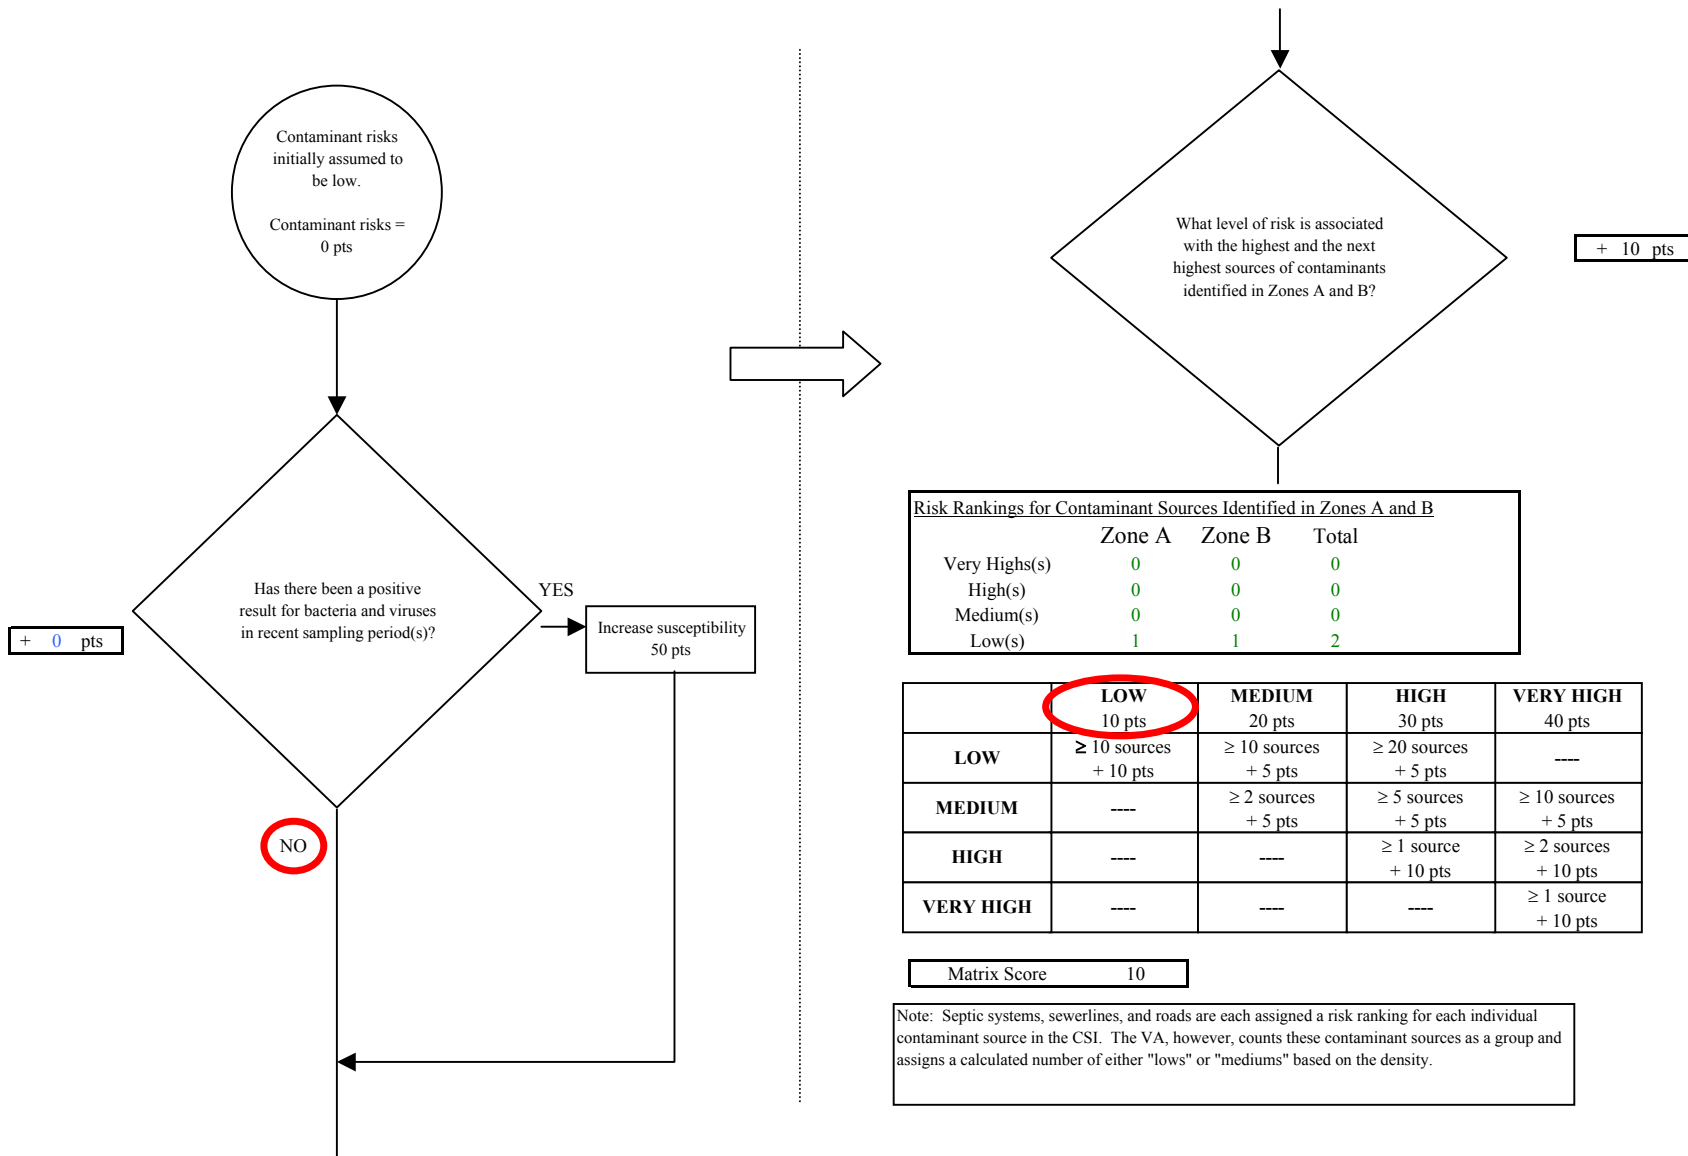 Contaminant risks
initially assumed to
be low.
Contaminant risks =
0 pts
Has there been a positive
result for bacteria and viruses
in recent sampling period(s)?
YES
+ 0 pts
Increase susceptibility
50 pts
NO
What level of risk is associated
with the highest and the next
highest sources of contaminants
identified in Zones A and B?
+ 10 pts
Risk Rankings for Contaminant Sources Identified in Zones A and B
Zone A Zone B Total
Very Highs(s) 0 0 0
High(s) 0 0 0
Medium(s) 0 0 0
Low(s) 1 1 2
LOW MEDIUM HIGH VERY HIGH
10 pts 20 pts 30 pts 40 pts
LOW ≥ 10 sources ≥ 10 sources ≥ 20 sources ----
+ 10 pts + 5 pts + 5 pts
MEDIUM ---- ≥ 2 sources ≥ 5 sources ≥ 10 sources
+ 5 pts + 5 pts + 5 pts
HIGH ---- ---- ≥ 1 source ≥ 2 sources
+ 10 pts + 10 pts
VERY HIGH ---- ---- ---- ≥ 1 source
+ 10 pts
Matrix Score 10
Note: Septic systems, sewerlines, and roads are each assigned a risk ranking for each individual
contaminant source in the CSI. The VA, however, counts these contaminant sources as a group and
assigns a calculated number of either "lows" or "mediums" based on the density.